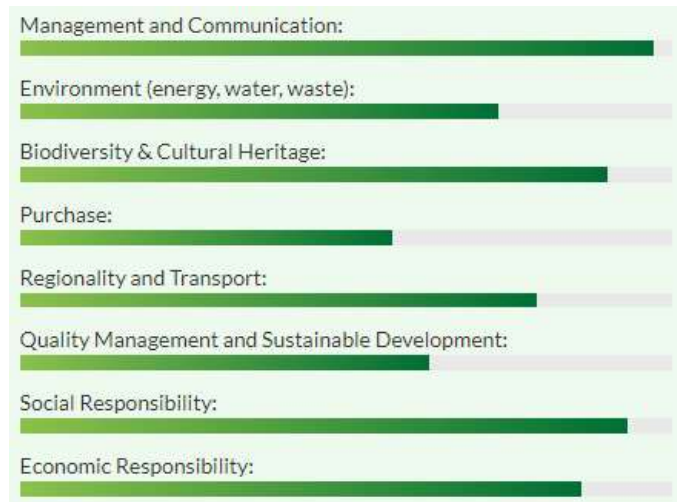 Management and Communication:
Environment (energy, water, waste):
Biodiversity & Cultural Heritage:
Purchase:
Regionality and Transport:
Quality Management and Sustainable Development:
Social Responsibility:
Economic Responsibility: